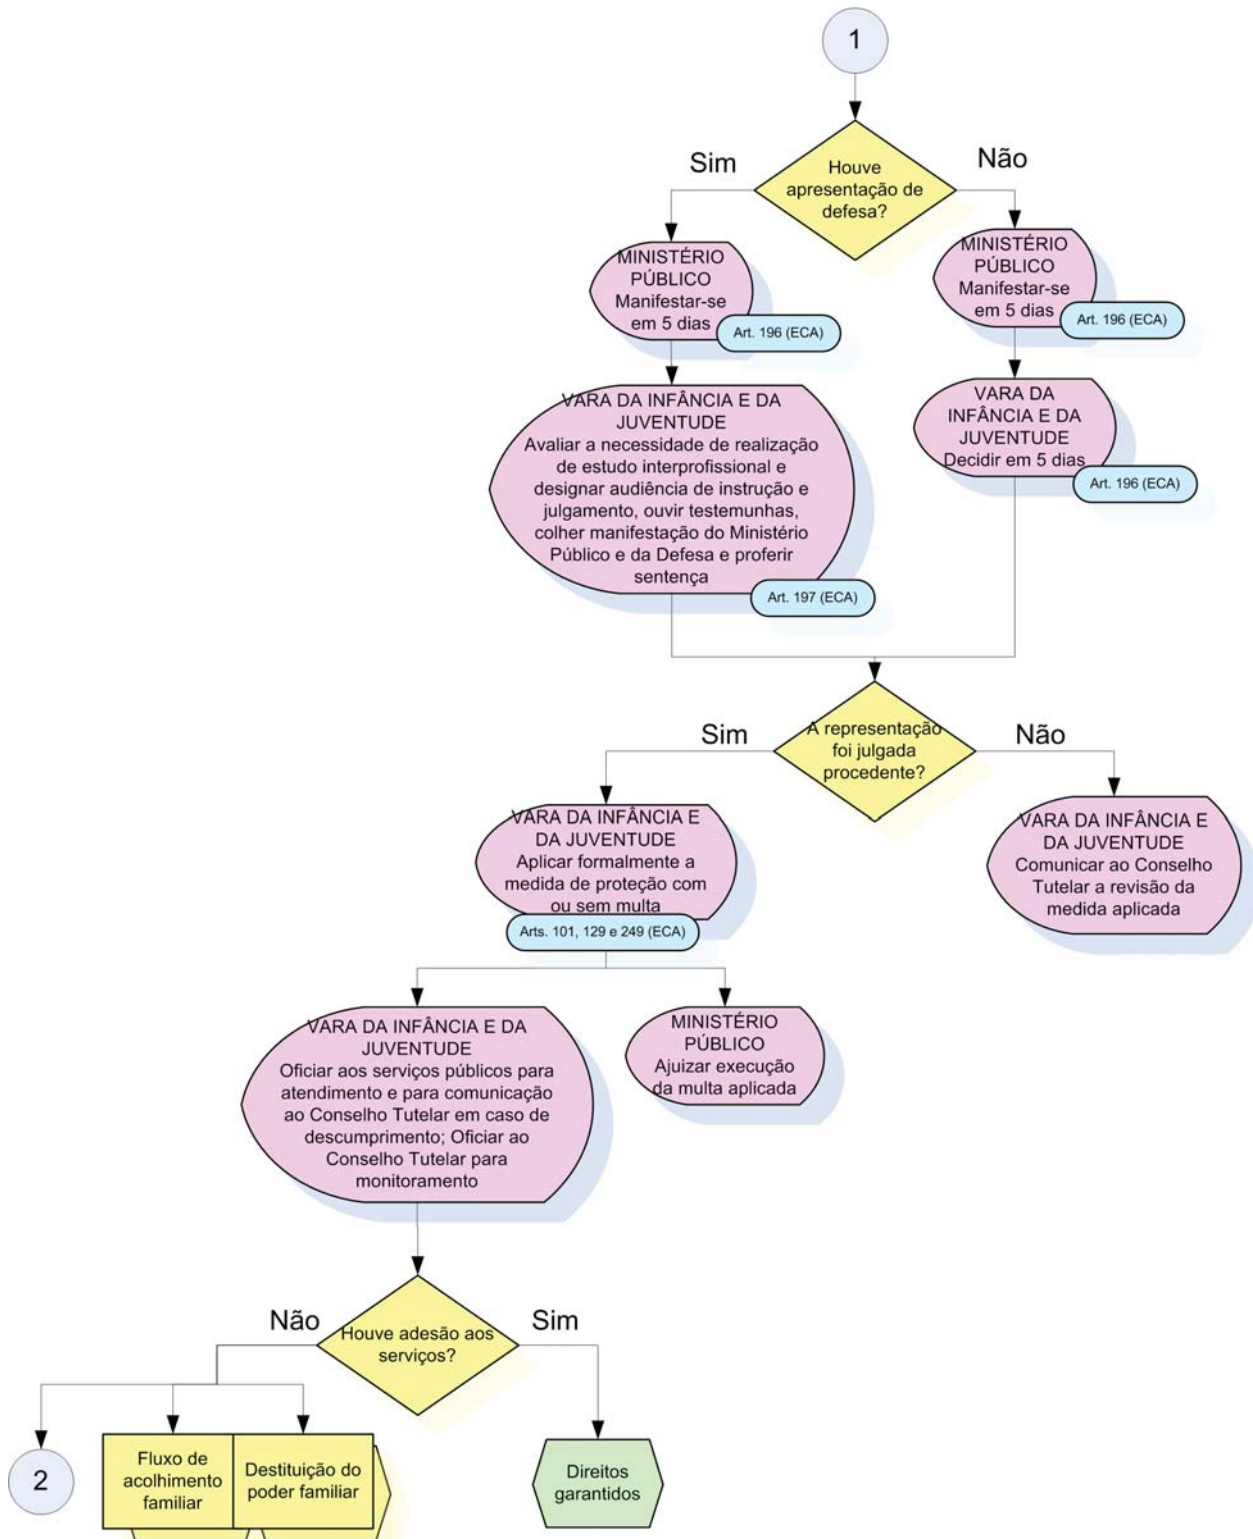 1
Houve
apresentação de
defesa?
Sim
Não
MINISTÉRIO
PÚBLICO
Manifestar-se
em 5 dias
Art. 196 (ECA)
MINISTÉRIO
PÚBLICO
Manifestar-se
em 5 dias
Art. 196 (ECA)
VARA DA INFÂNCIA E DA
JUVENTUDE
Avaliar a necessidade de realização
de estudo interprofissional e
designar audiência de instrução e
julgamento, ouvir testemunhas,
colher manifestação do Ministério
Público e da Defesa e proferir
sentença
Art. 197 (ECA)
VARA DA
INFÂNCIA E DA
JUVENTUDE
Decidir em 5 dias
Art. 196 (ECA)
A representação
foi julgada
procedente?
Sim
Não
VARA DA INFÂNCIA E
DA JUVENTUDE
Aplicar formalmente a
medida de proteção com
ou sem multa
Arts. 101, 129 e 249 (ECA)
VARA DA INFÂNCIA E
DA JUVENTUDE
Comunicar ao Conselho
Tutelar a revisão da
medida aplicada
VARA DA INFÂNCIA E DA
JUVENTUDE
Oficiar aos serviços públicos para
atendimento e para comunicação
ao Conselho Tutelar em caso de
descumprimento; Oficiar ao
Conselho Tutelar para
monitoramento
MINISTÉRIO
PÚBLICO
Ajuizar execução
da multa aplicada
Houve adesão aos
serviços?
Não
Sim
2
Fluxo de
acolhimento
familiar
Destituição do
poder familiar
Direitos
garantidos